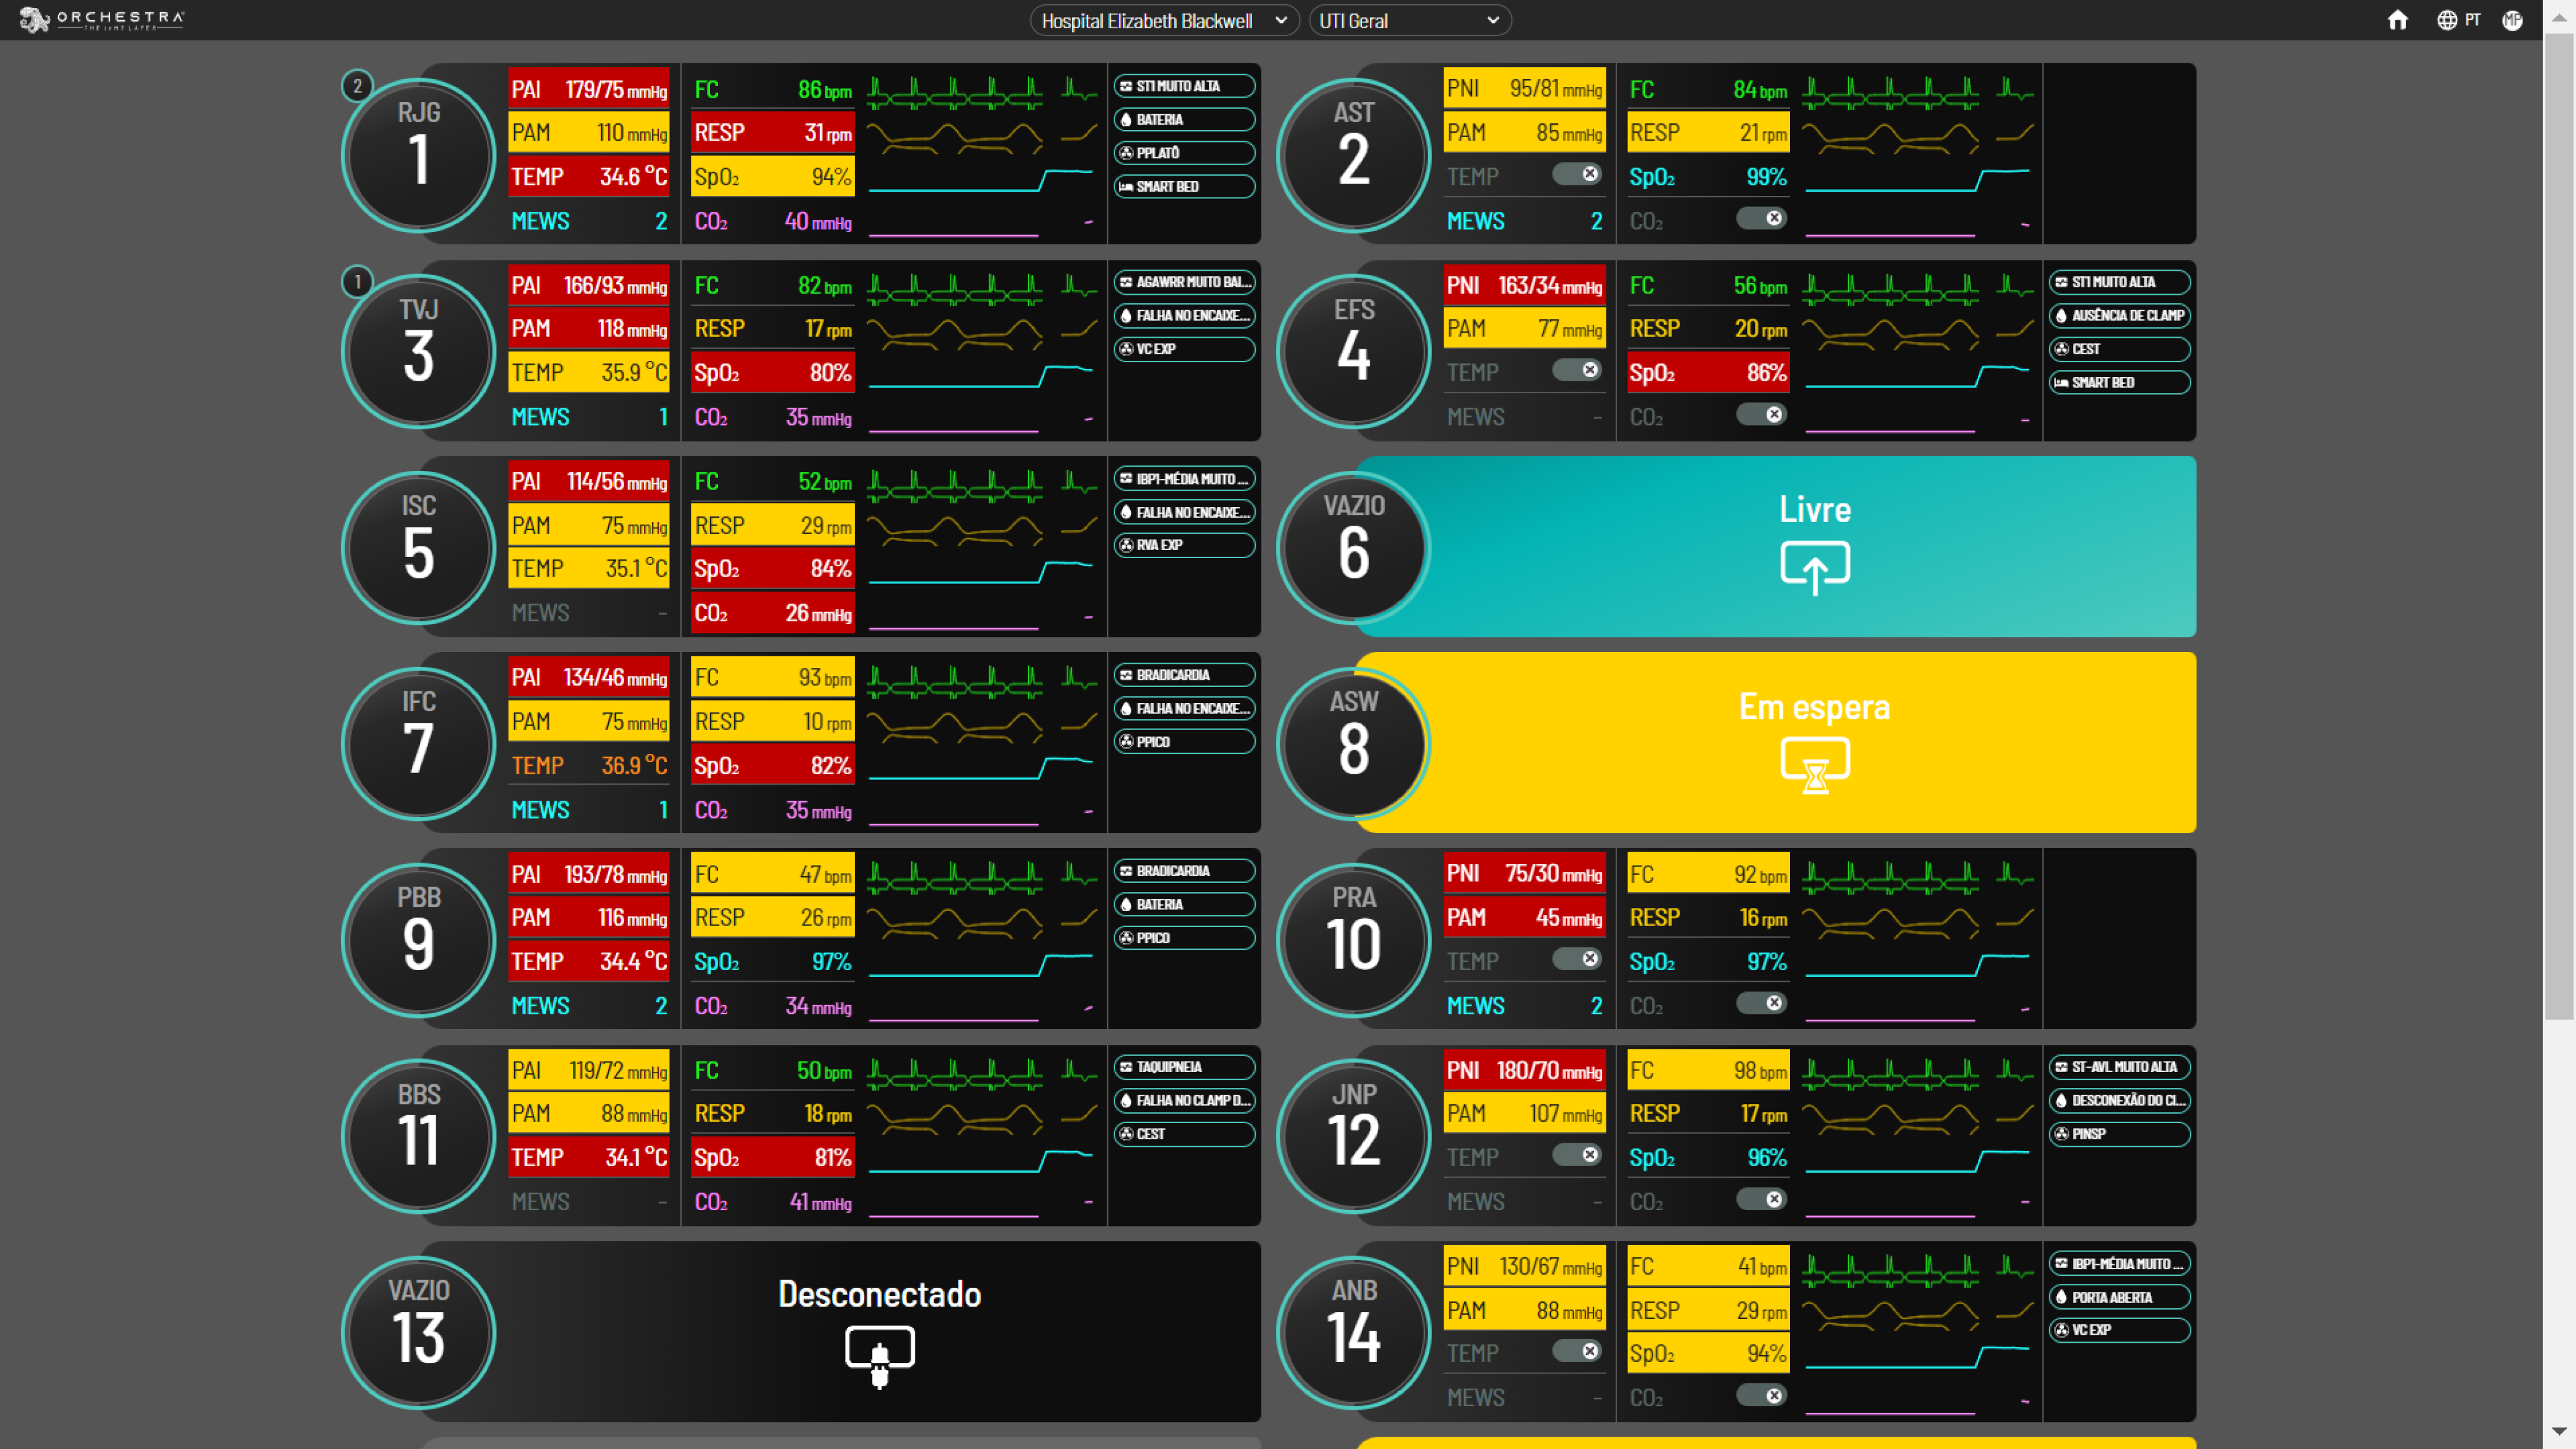 ORCHESTRA
THE IoMT LAYER
Hospital Elizabeth Blackwell
UTI Geral
PT
MP
2
RJG
1
PAI 179/75 mmHg
PAM 110 mmHg
TEMP 34.6 °C
MEWS 2
FC 86 bpm
RESP 31 rpm
SpO₂ 94%
CO₂ 40 mmHg
ST1 MUITO ALTA
BATERIA
PPLATÔ
SMART BED
AST
2
PNI 95/81 mmHg
PAM 85 mmHg
TEMP
MEWS 2
FC 84 bpm
RESP 21 rpm
SpO₂ 99%
CO₂
1
TVJ
3
PAI 166/93 mmHg
PAM 118 mmHg
TEMP 35.9 °C
MEWS 1
FC 82 bpm
RESP 17 rpm
SpO₂ 80%
CO₂ 35 mmHg
AGAWRR MUITO BAI...
FALHA NO ENCAIXE...
VC EXP
EFS
4
PNI 163/34 mmHg
PAM 77 mmHg
TEMP
MEWS -
FC 56 bpm
RESP 20 rpm
SpO₂ 86%
CO₂
ST1 MUITO ALTA
AUSÊNCIA DE CLAMP
CEST
SMART BED
ISC
5
PAI 114/56 mmHg
PAM 75 mmHg
TEMP 35.1 °C
MEWS -
FC 52 bpm
RESP 29 rpm
SpO₂ 84%
CO₂ 26 mmHg
IBP1-MÉDIA MUITO ...
FALHA NO ENCAIXE...
RVA EXP
VAZIO
6
Livre
IFC
7
PAI 134/46 mmHg
PAM 75 mmHg
TEMP 36.9 °C
MEWS 1
FC 93 bpm
RESP 10 rpm
SpO₂ 82%
CO₂ 35 mmHg
BRADICARDIA
FALHA NO ENCAIXE...
PPICO
ASW
8
Em espera
PBB
9
PAI 193/78 mmHg
PAM 116 mmHg
TEMP 34.4 °C
MEWS 2
FC 47 bpm
RESP 26 rpm
SpO₂ 97%
CO₂ 34 mmHg
BRADICARDIA
BATERIA
PPICO
PRA
10
PNI 75/30 mmHg
PAM 45 mmHg
TEMP
MEWS 2
FC 92 bpm
RESP 16 rpm
SpO₂ 97%
CO₂
BBS
11
PAI 119/72 mmHg
PAM 88 mmHg
TEMP 34.1 °C
MEWS -
FC 50 bpm
RESP 18 rpm
SpO₂ 81%
CO₂ 41 mmHg
TAQUIPNEIA
FALHA NO CLAMP D...
CEST
JNP
12
PNI 180/70 mmHg
PAM 107 mmHg
TEMP
MEWS -
FC 98 bpm
RESP 17 rpm
SpO₂ 96%
CO₂
ST-AVL MUITO ALTA
DESCONEXÃO DO CI...
PINSP
VAZIO
13
Desconectado
ANB
14
PNI 130/67 mmHg
PAM 88 mmHg
TEMP
MEWS -
FC 41 bpm
RESP 29 rpm
SpO₂ 94%
CO₂
IBP1-MÉDIA MUITO ...
PORTA ABERTA
VC EXP